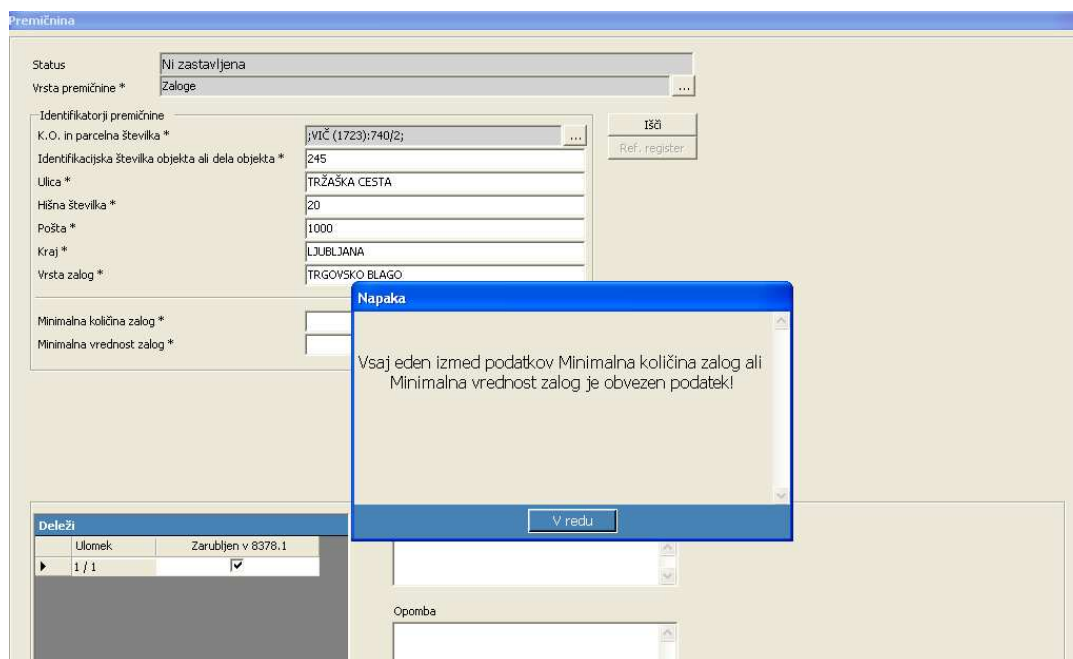 Premičnina
Status Ni zastavljena
Vrsta premičnine * Zaloge ...
Identifikatorji premičnine
K.O. in parcelna številka * ;VIČ (1723):740/2; ...
Išči
Ref. register
Identifikacijska številka objekta ali dela objekta * 245
Ulica * TRŽAŠKA CESTA
Hišna številka * 20
Pošta * 1000
Kraj * LJUBLJANA
Vrsta zalog * TRGOVSKO BLAGO
Minimalna količina zalog *
Minimalna vrednost zalog *
Napaka
Vsaj eden izmed podatkov Minimalna količina zalog ali
Minimalna vrednost zalog je obvezen podatek!
V redu
Deleži
Ulomek Zarubljen v 8378.1
1 / 1
Opomba